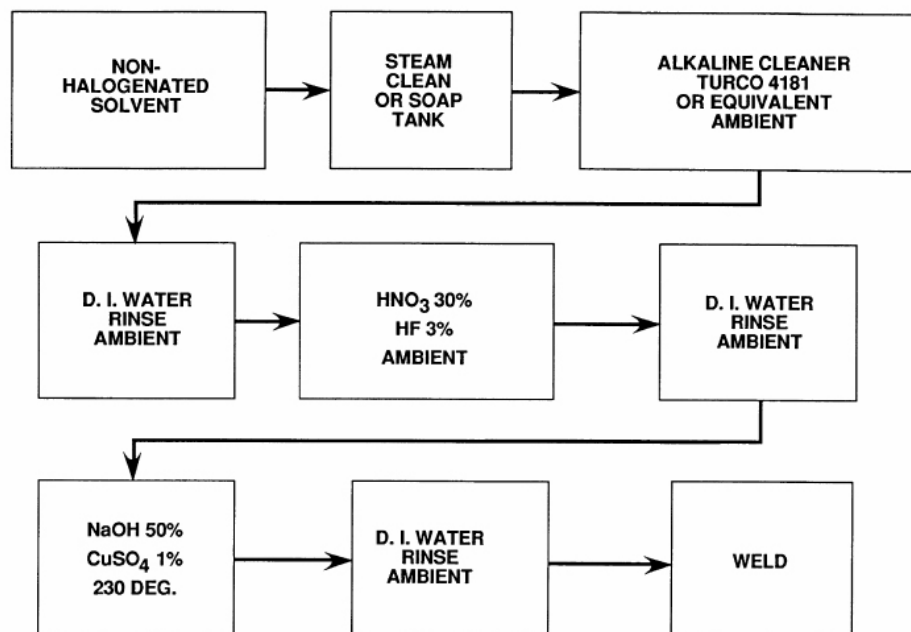 NON-
HALOGENATED
SOLVENT
STEAM
CLEAN
OR SOAP
TANK
ALKALINE CLEANER
TURCO 4181
OR EQUIVALENT
AMBIENT
D. I. WATER
RINSE
AMBIENT
HNO3 30%
HF 3%
AMBIENT
D. I. WATER
RINSE
AMBIENT
NaOH 50%
CuSO4 1%
230 DEG.
D. I. WATER
RINSE
AMBIENT
WELD